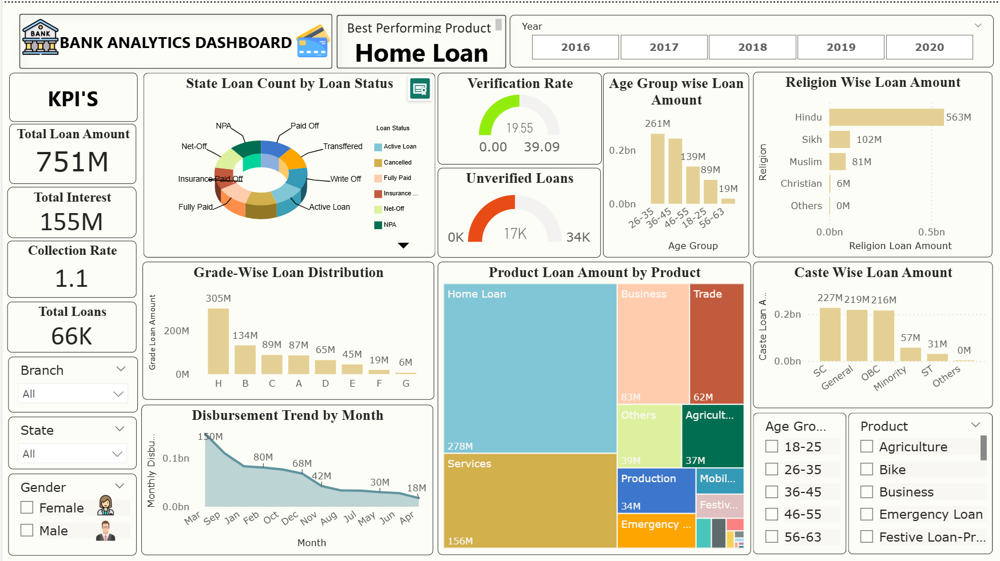 BANK
BANK ANALYTICS DASHBOARD
Best Performing Product
Home Loan
Year
2016
2017
2018
2019
2020
KPI'S
Total Loan Amount
751M
Total Interest
155M
Collection Rate
1.1
Total Loans
66K
Branch
All
State
All
Gender
Female
Male
State Loan Count by Loan Status
NPA
Paid Off
Net-Off
Transffered
Insurance Paid Off
Write Off
Fully Paid
Active Loan
Loan Status
Active Loan
Cancelled
Fully Paid
Insurance ...
Net-Off
NPA
Verification Rate
19.55
0.00
39.09
Unverified Loans
17K
0K
34K
Age Group wise Loan
Amount
261M
139M
89M
19M
0.2bn
0.0bn
26-35
36-45
46-55
18-25
56-63
Age Group
Religion Wise Loan Amount
Religion
Hindu
563M
Sikh
102M
Muslim
81M
Christian
6M
Others
0M
0.0bn
0.5bn
Religion Loan Amount
Grade-Wise Loan Distribution
Grade Loan Amount
200M
0M
305M
134M
89M
87M
65M
45M
19M
6M
H
B
C
A
D
E
F
G
Disbursement Trend by Month
Monthly Disbu...
0.1bn
0.0bn
150M
80M
68M
42M
30M
18M
Mar
Sep
Jan
Feb
Oct
Dec
Nov
Aug
Jul
May
Jun
Apr
Month
Product Loan Amount by Product
Home Loan
278M
Services
156M
Business
83M
Trade
62M
Others
39M
Agricult...
37M
Production
34M
Mobil...
Festiv...
Emergency ...
Caste Wise Loan Amount
Caste Loan A...
0.2bn
0.0bn
227M
219M
216M
57M
31M
0M
SC
General
OBC
Minority
ST
Others
Age Gro...
18-25
26-35
36-45
46-55
56-63
Product
Agriculture
Bike
Business
Emergency Loan
Festive Loan-Pr...